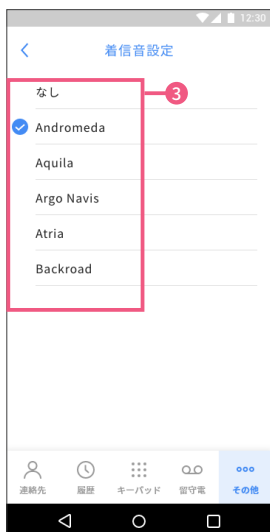 12:30
着信音設定
なし
3
Andromeda
Aquila
Argo Navis
Atria
Backroad
連絡先 履歴 キーパッド 留守電 その他